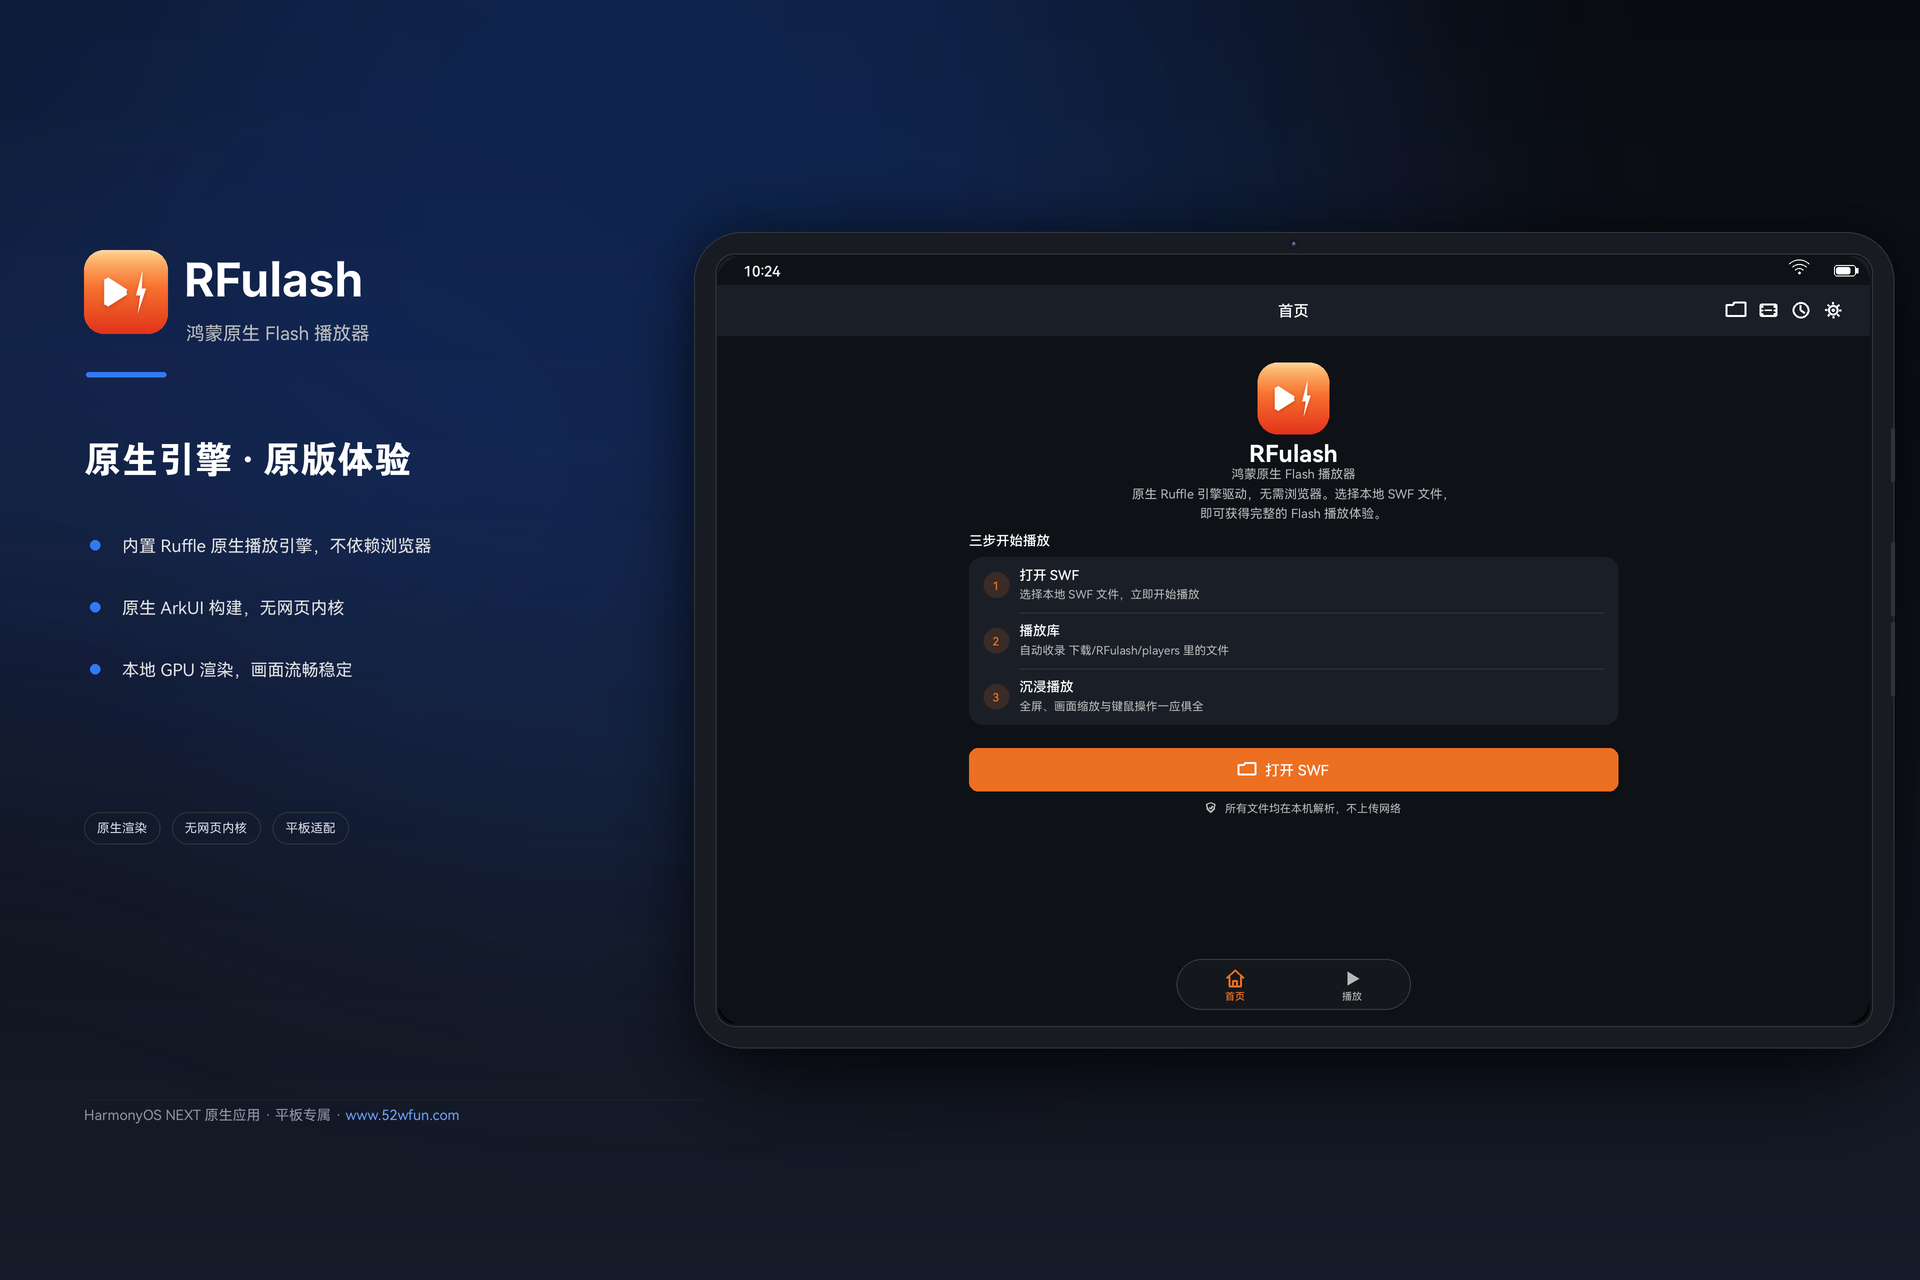 RFulash
鸿蒙原生 Flash 播放器
原生引擎 · 原版体验
内置 Ruffle 原生播放引擎，不依赖浏览器
原生 ArkUI 构建，无网页内核
本地 GPU 渲染，画面流畅稳定
原生渲染
无网页内核
平板适配
HarmonyOS NEXT 原生应用 · 平板专属 · www.52wfun.com
10:24
首页
RFulash
鸿蒙原生 Flash 播放器
原生 Ruffle 引擎驱动，无需浏览器。选择本地 SWF 文件，
即可获得完整的 Flash 播放体验。
三步开始播放
1
打开 SWF
选择本地 SWF 文件，立即开始播放
2
播放库
自动收录 下载/RFulash/players 里的文件
3
沉浸播放
全屏、画面缩放与键鼠操作一应俱全
打开 SWF
所有文件均在本机解析，不上传网络
首页
播放